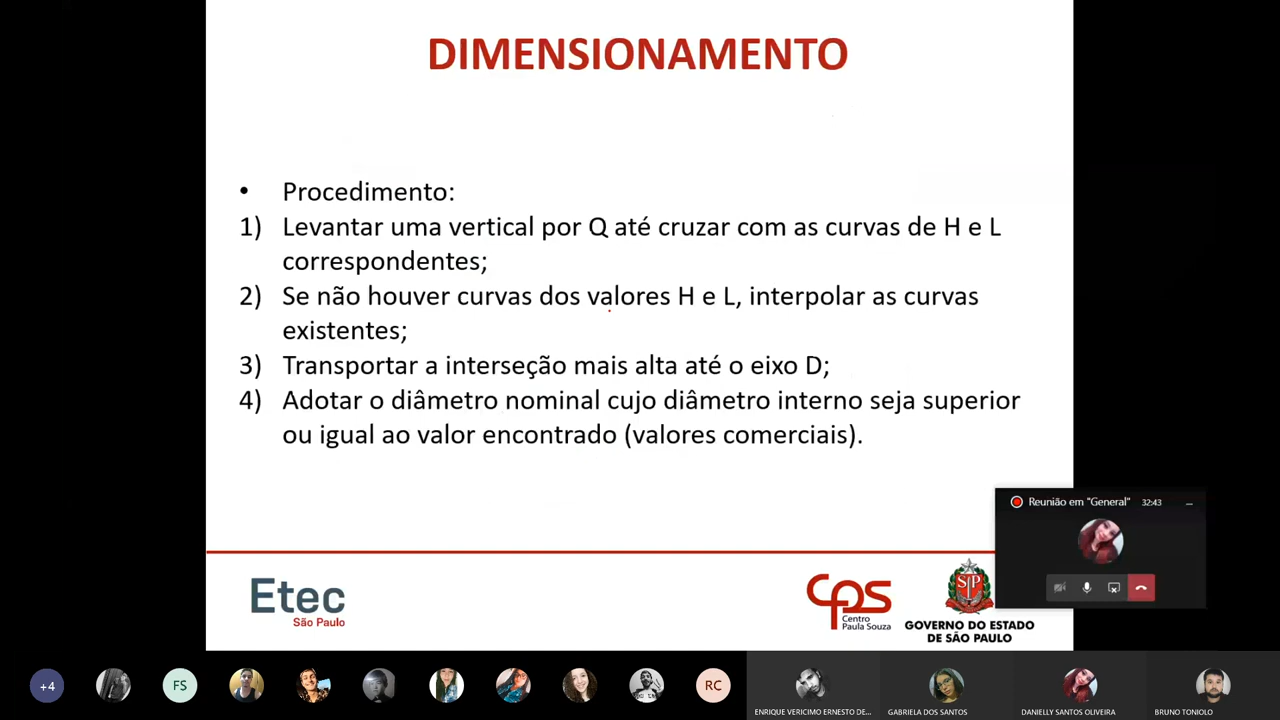 DIMENSIONAMENTO
• Procedimento:
1) Levantar uma vertical por Q até cruzar com as curvas de H e L
correspondentes;
2) Se não houver curvas dos valores H e L, interpolar as curvas
existentes;
3) Transportar a interseção mais alta até o eixo D;
4) Adotar o diâmetro nominal cujo diâmetro interno seja superior
ou igual ao valor encontrado (valores comerciais).
Reunião em "General" 32:43
Etec
São Paulo
cps
Centro
Paula Souza
SP
GOVERNO DO ESTADO
DE SÃO PAULO
+4
FS
RC
ENRIQUE VERICIMO ERNESTO DE...
GABRIELA DOS SANTOS
DANIELLY SANTOS OLIVEIRA
BRUNO TONIOLO